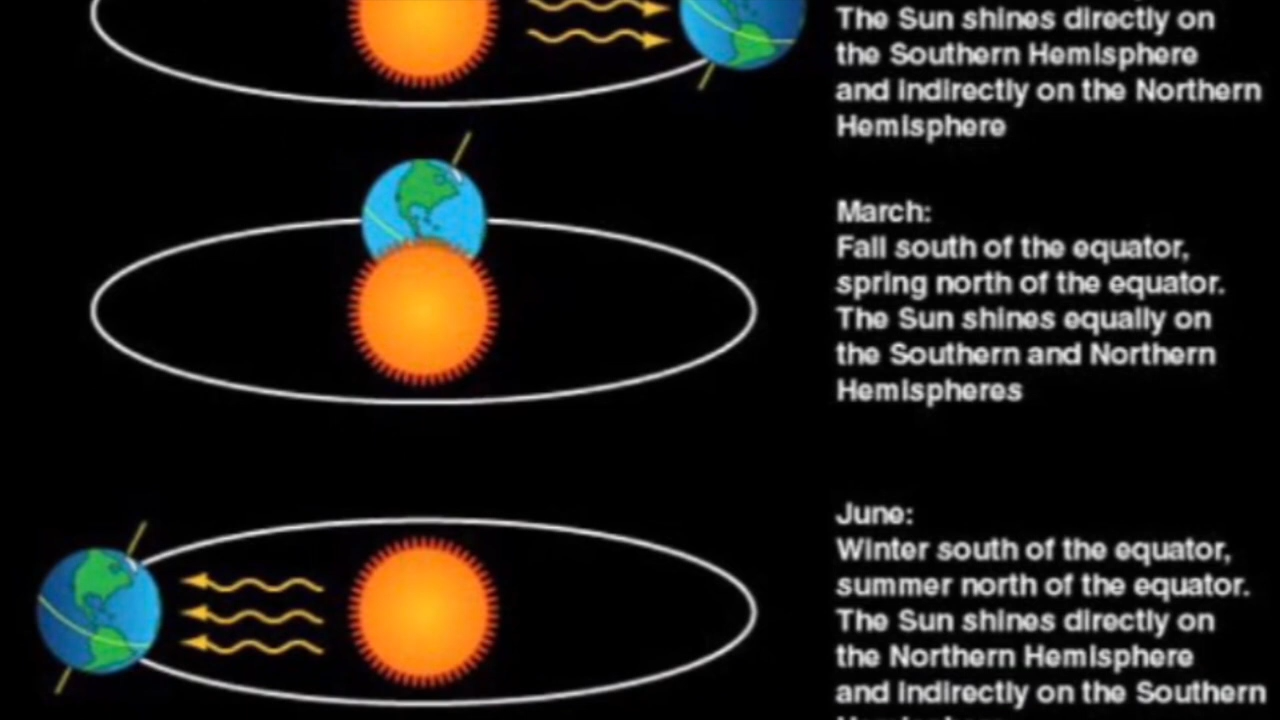 The Sun shines directly on
the Southern Hemisphere
and indirectly on the Northern
Hemisphere
March:
Fall south of the equator,
spring north of the equator.
The Sun shines equally on
the Southern and Northern
Hemispheres
June:
Winter south of the equator,
summer north of the equator.
The Sun shines directly on
the Northern Hemisphere
and indirectly on the Southern